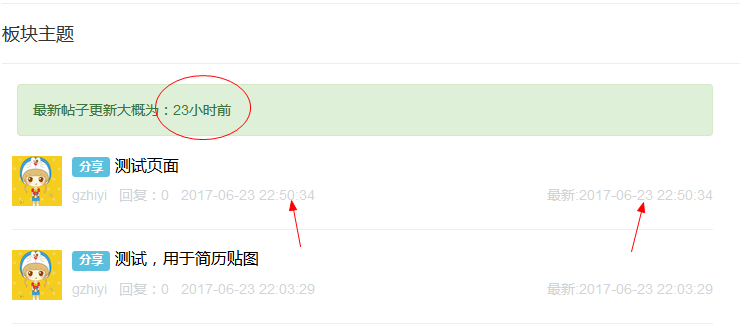 板块主题
最新帖子更新大概为：23小时前
分享 测试页面
gzhiyi 回复：0 2017-06-23 22:50:34 最新:2017-06-23 22:50:34
分享 测试，用于简历贴图
gzhiyi 回复：0 2017-06-23 22:03:29 最新:2017-06-23 22:03:29